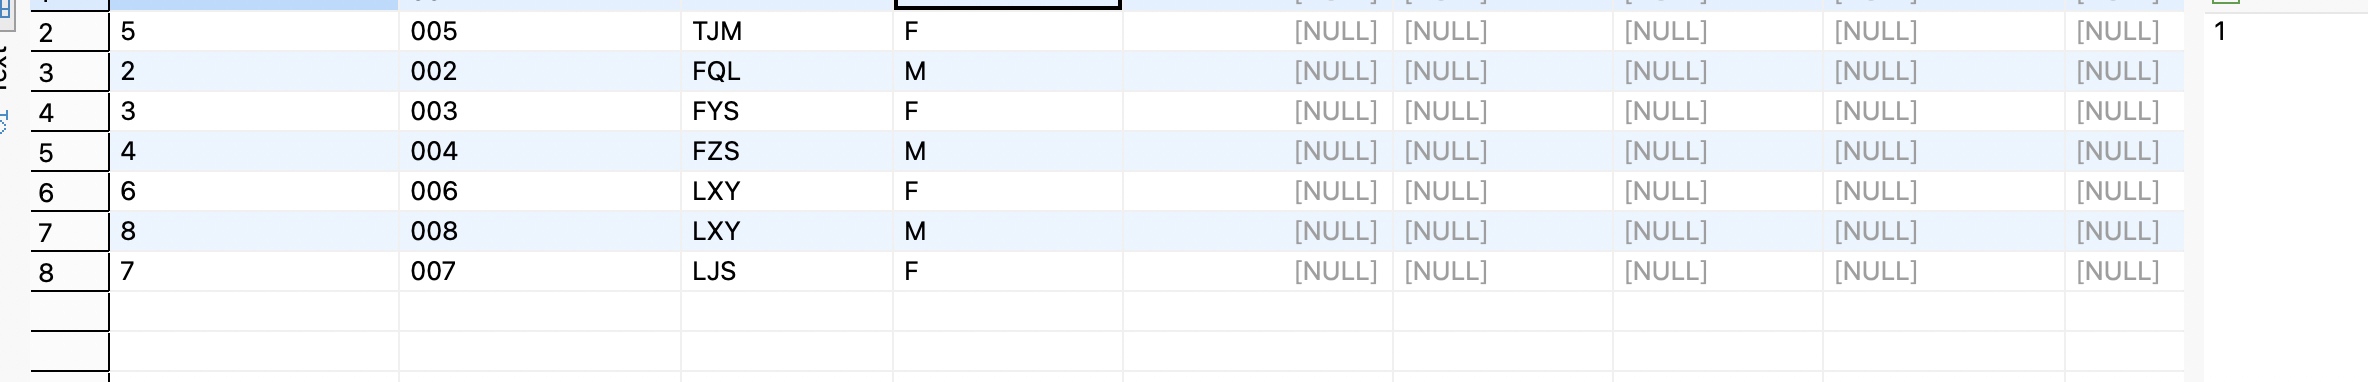 2 5 005 TJM F [NULL] [NULL] [NULL] [NULL] [NULL] 1
3 2 002 FQL M [NULL] [NULL] [NULL] [NULL] [NULL]
4 3 003 FYS F [NULL] [NULL] [NULL] [NULL] [NULL]
5 4 004 FZS M [NULL] [NULL] [NULL] [NULL] [NULL]
6 6 006 LXY F [NULL] [NULL] [NULL] [NULL] [NULL]
7 8 008 LXY M [NULL] [NULL] [NULL] [NULL] [NULL]
8 7 007 LJS F [NULL] [NULL] [NULL] [NULL] [NULL]